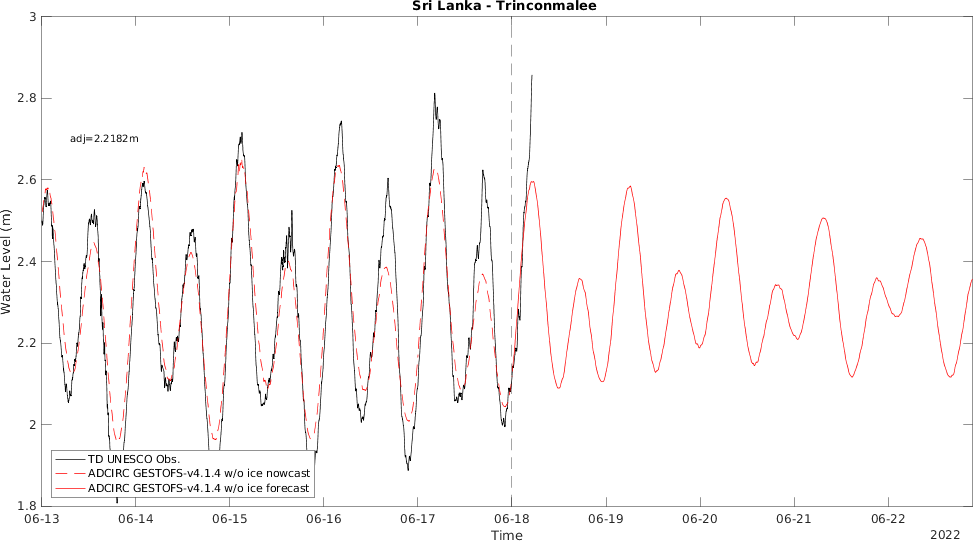 Sri Lanka - Trinconmalee
3
2.8
2.6
2.4
2.2
2
1.8
Water Level (m)
adj=2.2182m
TD UNESCO Obs.
ADCIRC GESTOFS-v4.1.4 w/o ice nowcast
ADCIRC GESTOFS-v4.1.4 w/o ice forecast
06-13 06-14 06-15 06-16 06-17 06-18 06-19 06-20 06-21 06-22
Time
2022